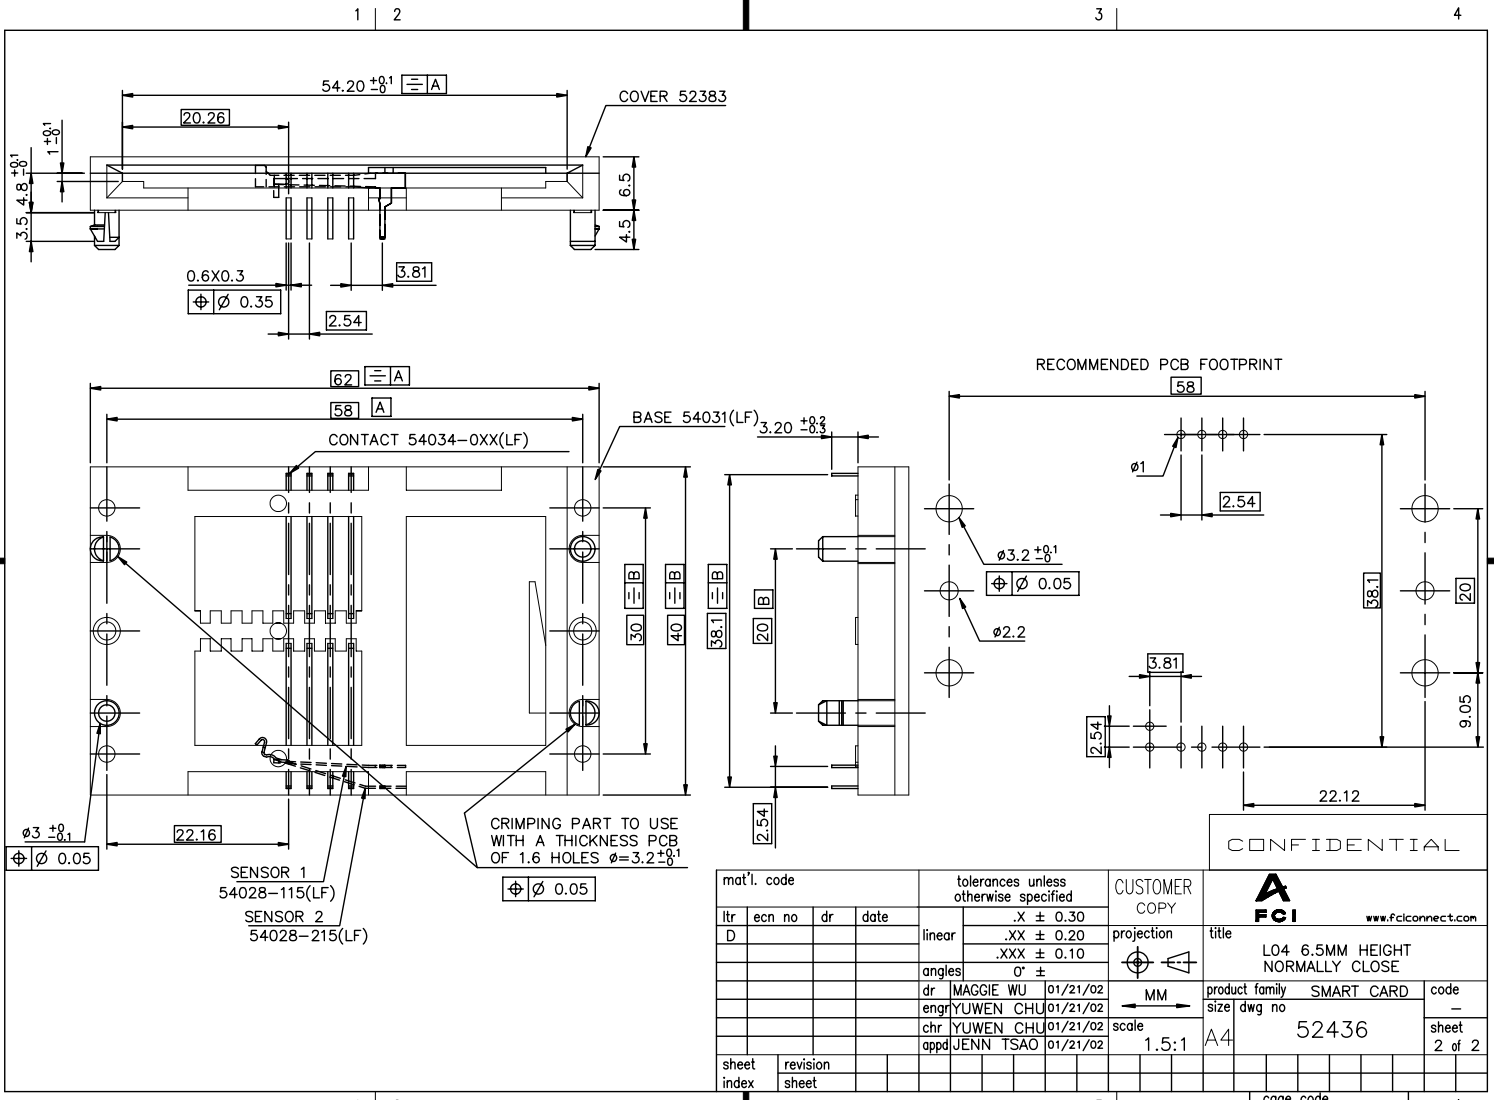 1 2 3 4
54.20 +0.1 -0 A
COVER 52383
20.26
1 +0.1 -0
4.8 +0.1 -0
3.5
6.5
4.5
0.6X0.3
3.81
Ø 0.35
2.54
RECOMMENDED PCB FOOTPRINT
62 A
58
58 A
BASE 54031(LF)
3.20 +0.2 -0.3
CONTACT 54034-0XX(LF)
ø1
2.54
ø3.2 +0.1 -0
Ø 0.05
B B B B
30 40 38.1 20
38.1
20
ø2.2
3.81
9.05
2.54
22.12
2.54
ø3 +0 -0.1
Ø 0.05
22.16
CRIMPING PART TO USE
WITH A THICKNESS PCB
OF 1.6 HOLES ø=3.2 +0.1 -0
Ø 0.05
SENSOR 1
54028-115(LF)
SENSOR 2
54028-215(LF)
CONFIDENTIAL
mat'l. code
tolerances unless
otherwise specified
CUSTOMER
COPY
FCI
www.fciconnect.com
ltr ecn no dr date
D
linear
.X ± 0.30
.XX ± 0.20
.XXX ± 0.10
angles 0° ±
projection
title
L04 6.5MM HEIGHT
NORMALLY CLOSE
dr MAGGIE WU 01/21/02
engr YUWEN CHU 01/21/02
chr YUWEN CHU 01/21/02
appd JENN TSAO 01/21/02
MM
scale
1.5:1
product family SMART CARD
code
-
size
A4
dwg no
52436
sheet
2 of 2
sheet
index
revision
sheet
cage code